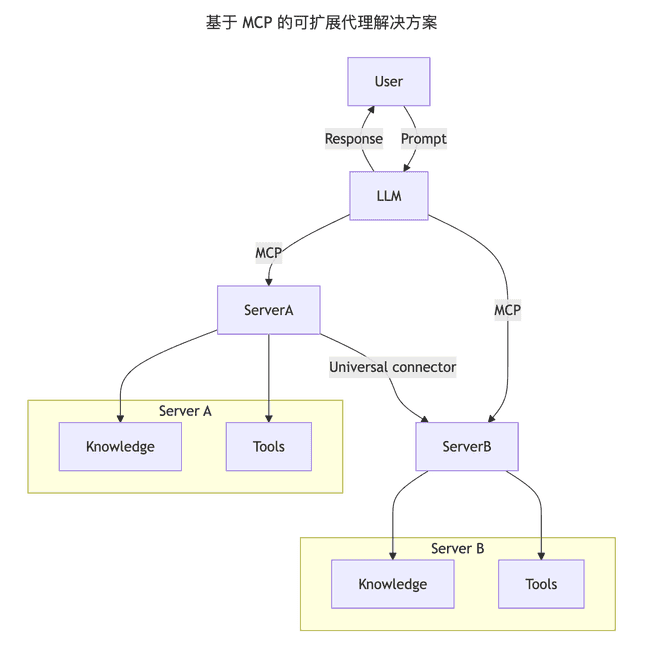 基于 MCP 的可扩展代理解决方案
User
Response
Prompt
LLM
MCP
MCP
ServerA
Universal connector
Server A
Knowledge
Tools
ServerB
Server B
Knowledge
Tools